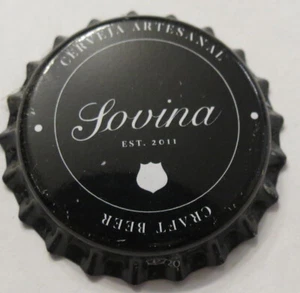 CERVEJA ARTESANAL
Sovina
EST. 2011
CRAFT BEER